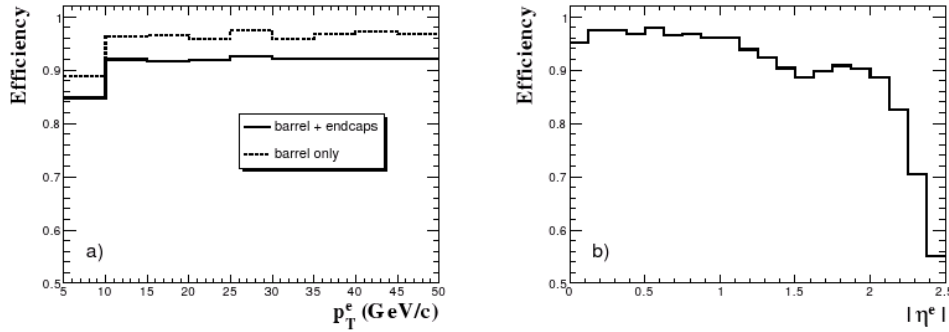 Efficiency
1
0.9
0.8
0.7
0.6
0.5
barrel + endcaps
barrel only
a)
5 10 15 20 25 30 35 40 45 50
p_T^e (GeV/c)
Efficiency
1
0.9
0.8
0.7
0.6
0.5
b)
0 0.5 1 1.5 2 2.5
| η^e |